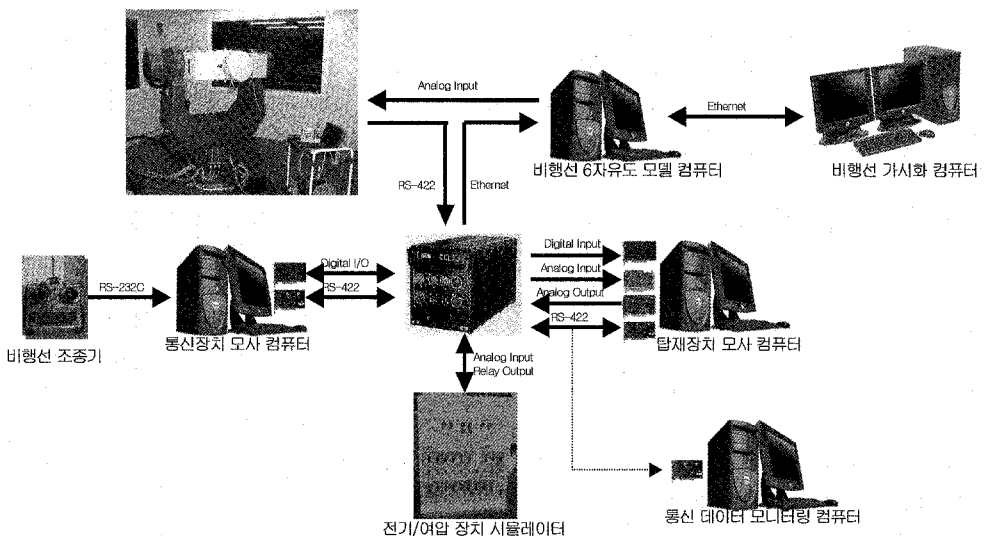 Analog Input
Ethernet
비행선 6자유도 모델 컴퓨터
비행선 가시화 컴퓨터
RS-422
Ethernet
Digital I/O
RS-422
RS-232C
비행선 조종기
통신장치 모사 컴퓨터
Digital Input
Analog Input
Analog Output
RS-422
탑재장치 모사 컴퓨터
Analog Input
Relay Output
전기/여압 장치 시뮬레이터
통신 데이터 모니터링 컴퓨터